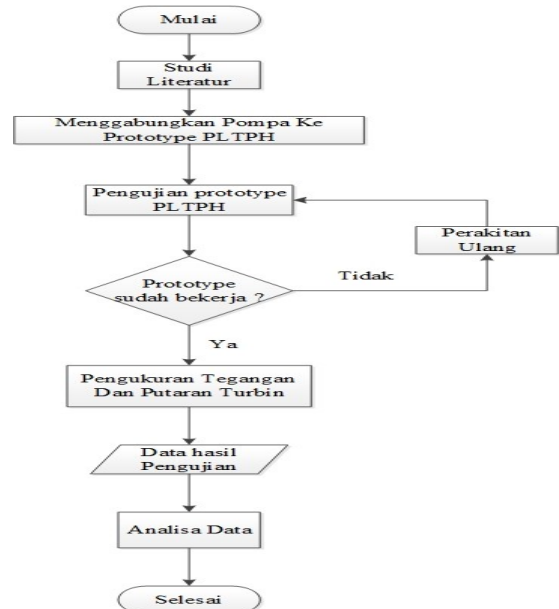 Mulai
Studi
Literatur
Menggabungkan Pompa Ke
Prototype PLTPH
Pengujian prototype
PLTPH
Perakitan
Ulang
Prototype
sudah bekerja ?
Tidak
Ya
Pengukuran Tegangan
Dan Putaran Turbin
Data hasil
Pengujian
Analisa Data
Selesai